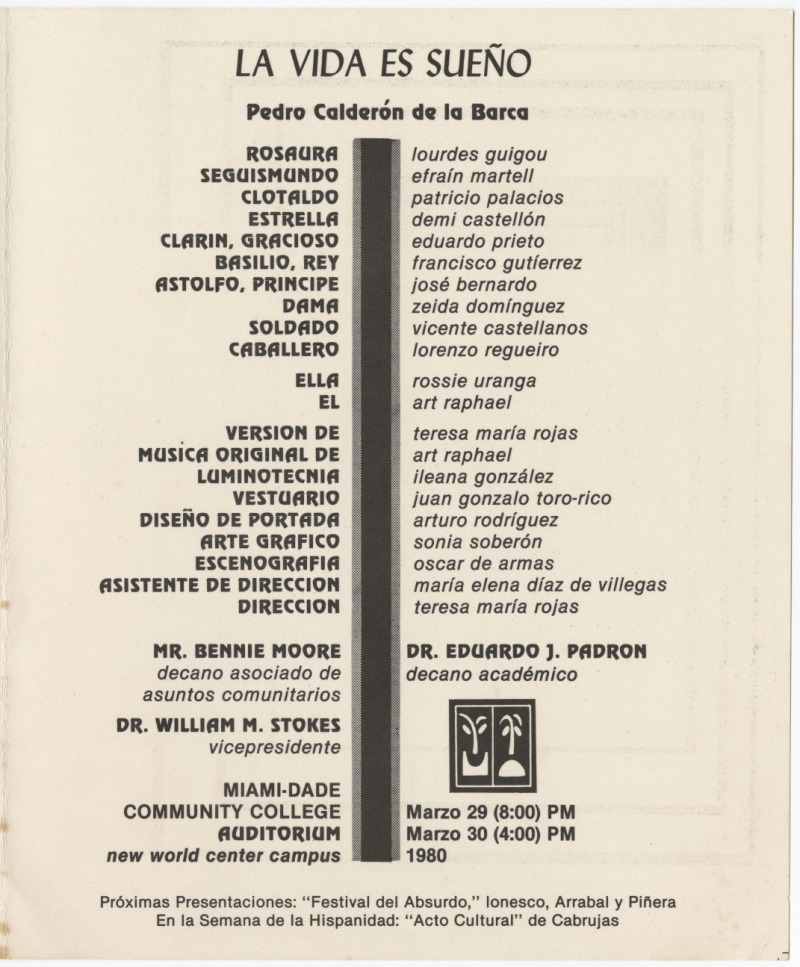 LA VIDA ES SUEÑO
Pedro Calderón de la Barca
ROSAURA lourdes guigou
SEGUISMUNDO efraín martell
CLOTALDO patricio palacios
ESTRELLA demi castellón
CLARIN, GRACIOSO eduardo prieto
BASILIO, REY francisco gutíerrez
ASTOLFO, PRINCIPE josé bernardo
DAMA zeida domínguez
SOLDADO vicente castellanos
CABALLERO lorenzo regueiro
ELLA rossie uranga
EL art raphael
VERSION DE teresa maría rojas
MUSICA ORIGINAL DE art raphael
LUMINOTECNIA ileana gonzález
VESTUARIO juan gonzalo toro-rico
DISEÑO DE PORTADA arturo rodríguez
ARTE GRAFICO sonia soberón
ESCENOGRAFIA oscar de armas
ASISTENTE DE DIRECCION maría elena díaz de villegas
DIRECCION teresa maría rojas
MR. BENNIE MOORE DR. EDUARDO J. PADRON
decano asociado de decano académico
asuntos comunitarios
DR. WILLIAM M. STOKES
vicepresidente
MIAMI-DADE
COMMUNITY COLLEGE Marzo 29 (8:00) PM
AUDITORIUM Marzo 30 (4:00) PM
new world center campus 1980
Próximas Presentaciones: "Festival del Absurdo," Ionesco, Arrabal y Piñera
En la Semana de la Hispanidad: "Acto Cultural" de Cabrujas